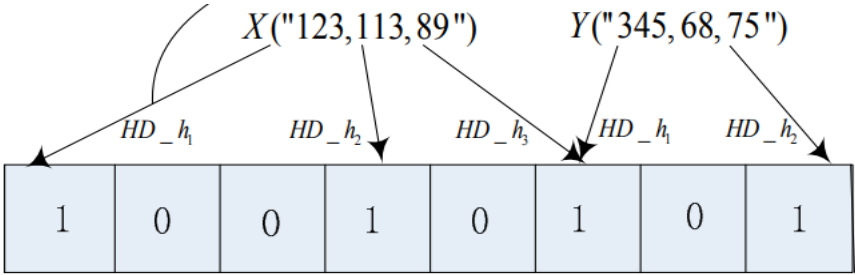 X("123,113,89") Y("345,68,75")
HD_h₁ HD_h₂ HD_h₃ HD_h₁ HD_h₂
1 0 0 1 0 1 0 1